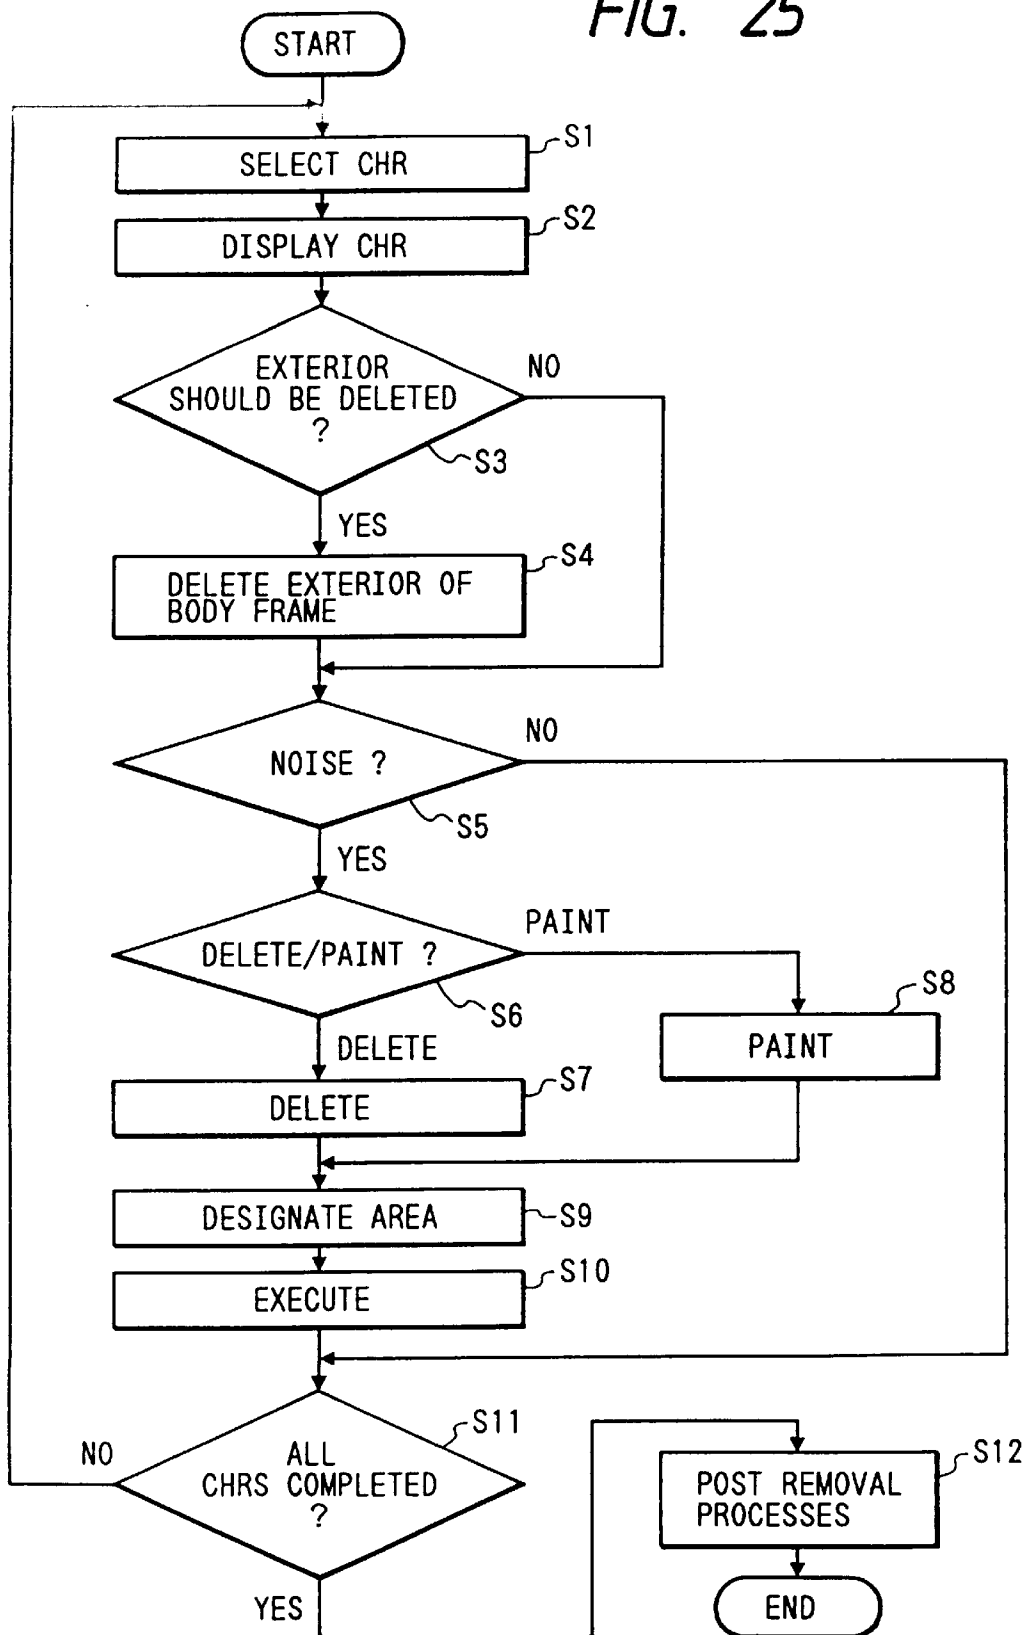 FIG. 25
START
S1
SELECT CHR
S2
DISPLAY CHR
EXTERIOR
SHOULD BE DELETED
?
NO
S3
YES
S4
DELETE EXTERIOR OF
BODY FRAME
NO
NOISE ?
S5
YES
PAINT
DELETE/PAINT ?
S6
S8
PAINT
DELETE
S7
DELETE
DESIGNATE AREA
S9
S10
EXECUTE
S11
NO
ALL
CHRS COMPLETED
?
S12
POST REMOVAL
PROCESSES
YES
END